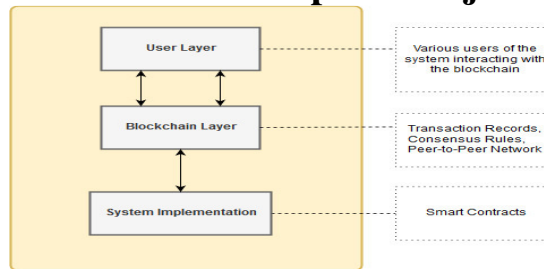 User Layer
Various users of the
system interacting with
the blockchain
Blockchain Layer
Transaction Records,
Consensus Rules,
Peer-to-Peer Network
System Implementation
Smart Contracts